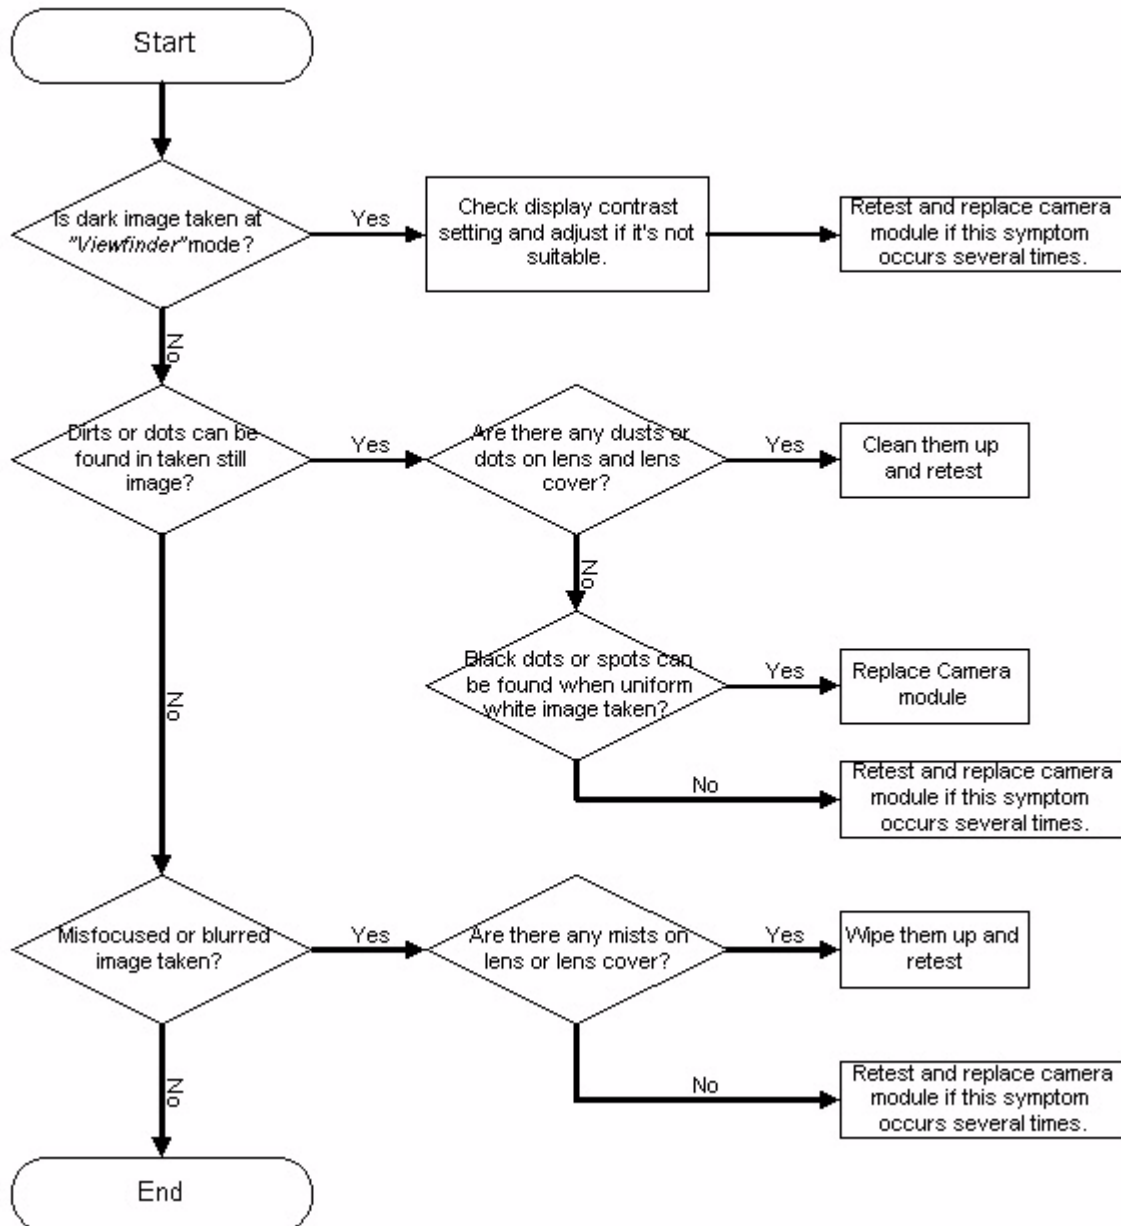 Start
Is dark image taken at
"Viewfinder"mode?
Yes
Check display contrast
setting and adjust if it's not
suitable.
Retest and replace camera
module if this symptom
occurs several times.
No
Dirts or dots can be
found in taken still
image?
Yes
Are there any dusts or
dots on lens and lens
cover?
Yes
Clean them up
and retest
No
Black dots or spots can
be found when uniform
white image taken?
Yes
Replace Camera
module
No
No
Retest and replace camera
module if this symptom
occurs several times.
Misfocused or blurred
image taken?
Yes
Are there any mists on
lens or lens cover?
Yes
Wipe them up and
retest
No
No
Retest and replace camera
module if this symptom
occurs several times.
End